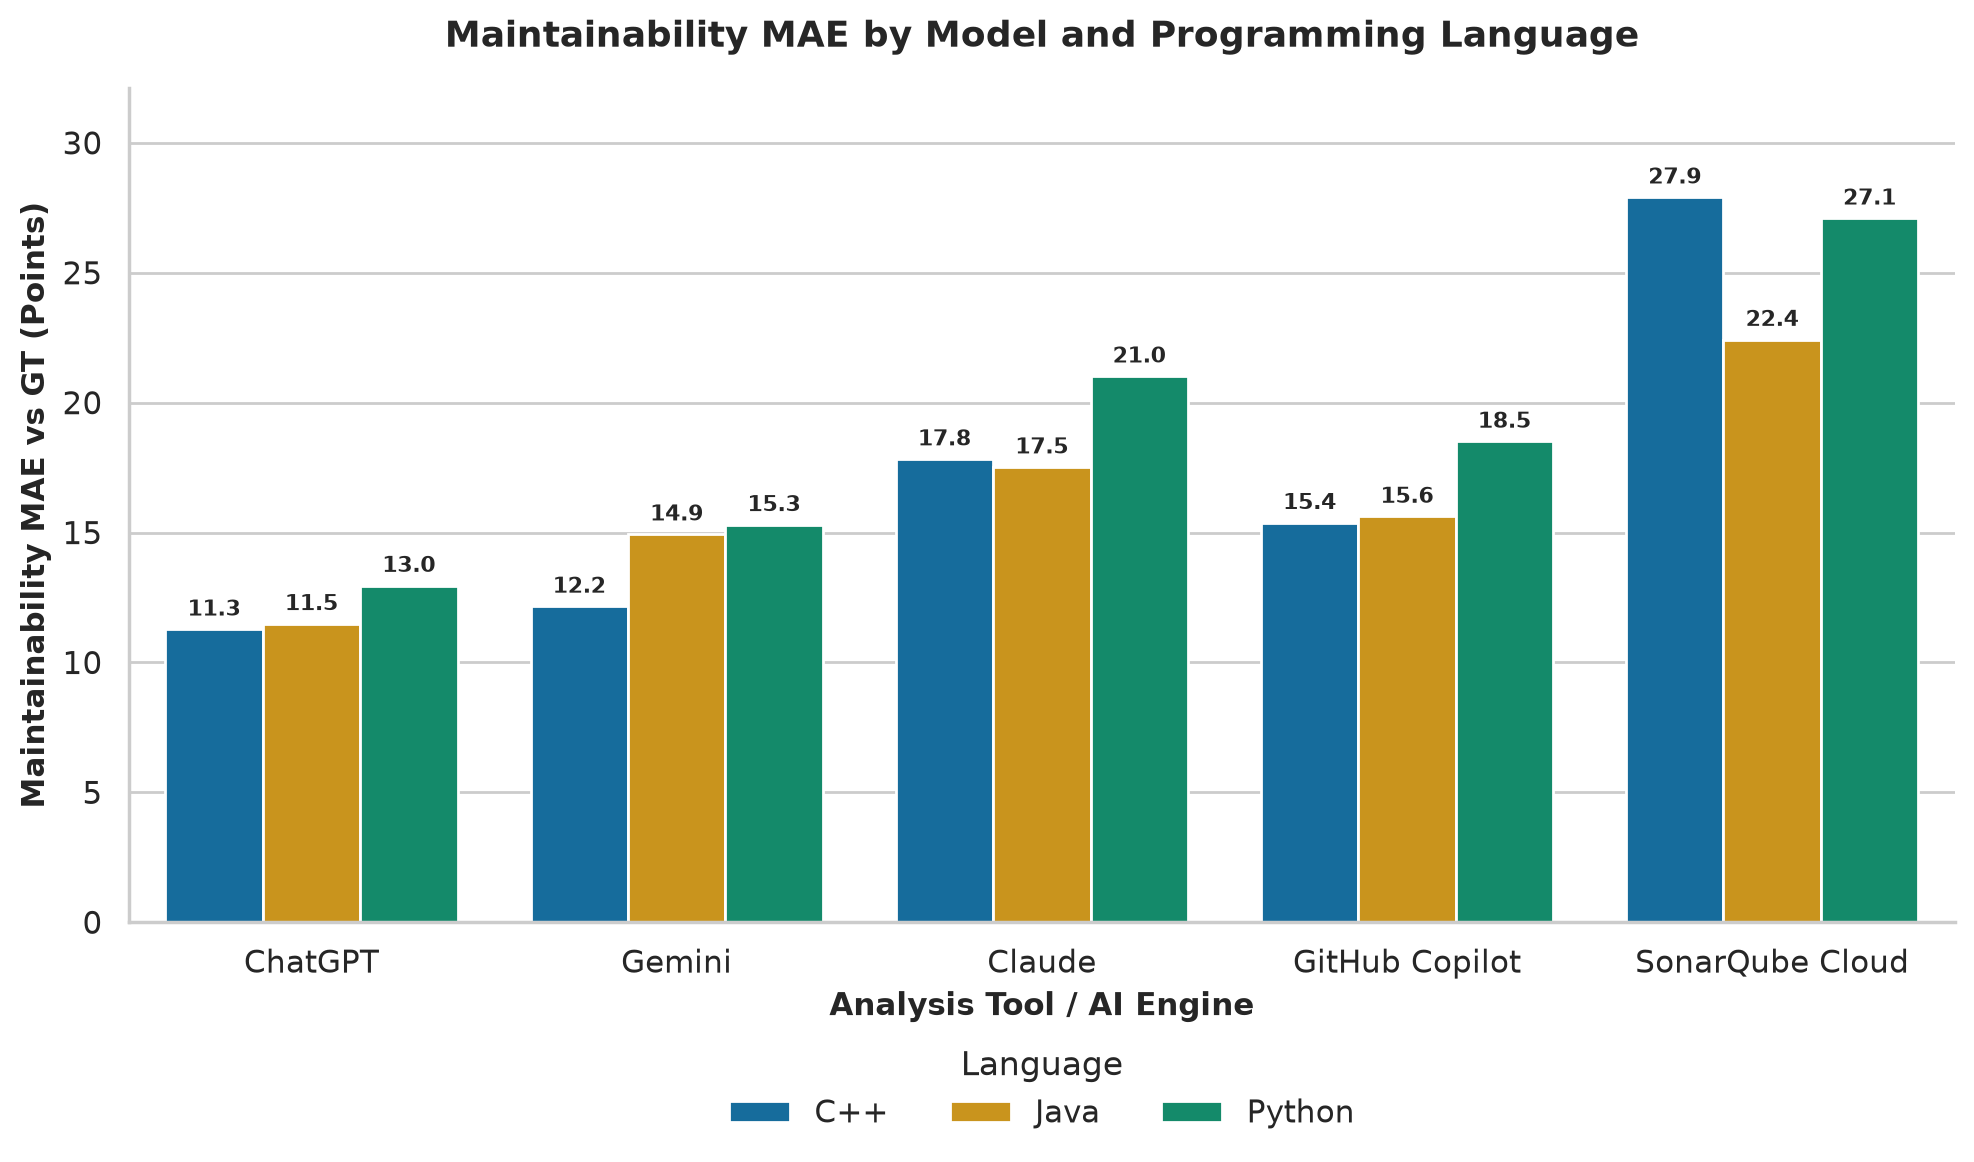 Maintainability MAE by Model and Programming Language
Maintainability MAE vs GT (Points)
30
25
20
15
10
5
0
11.3
11.5
13.0
12.2
14.9
15.3
17.8
17.5
21.0
15.4
15.6
18.5
27.9
22.4
27.1
ChatGPT
Gemini
Claude
GitHub Copilot
SonarQube Cloud
Analysis Tool / AI Engine
Language
C++
Java
Python